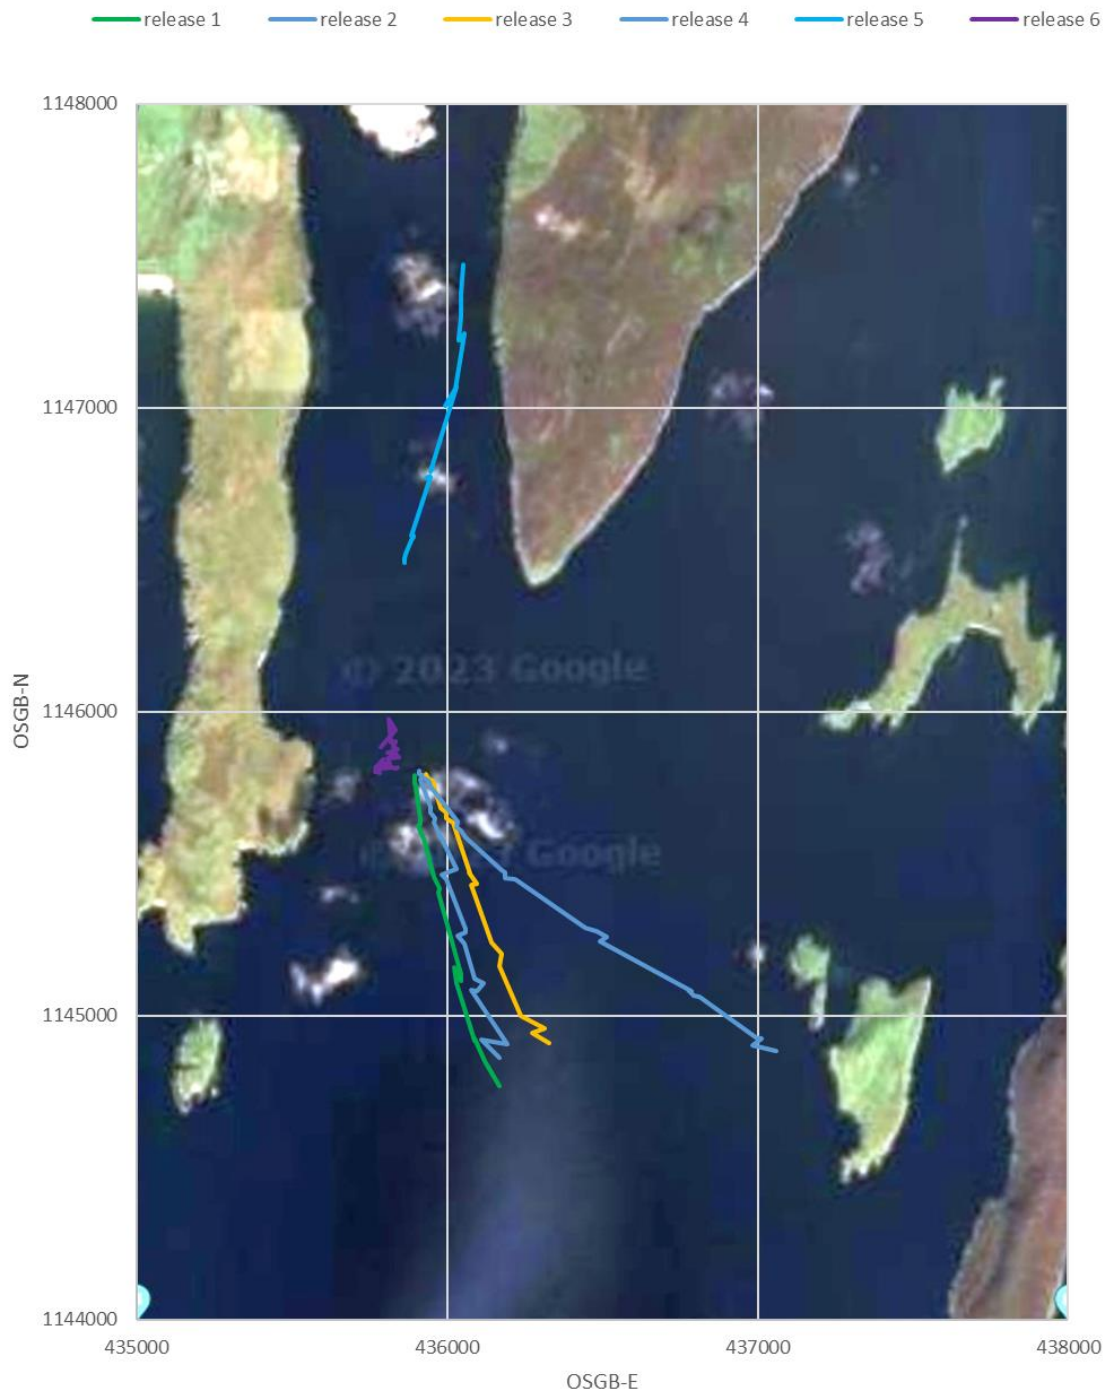 release 1 release 2 release 3 release 4 release 5 release 6
1148000
1147000
© 2023 Google
OSGB-N
1146000
Google
1145000
1144000
435000 436000 437000 438000
OSGB-E